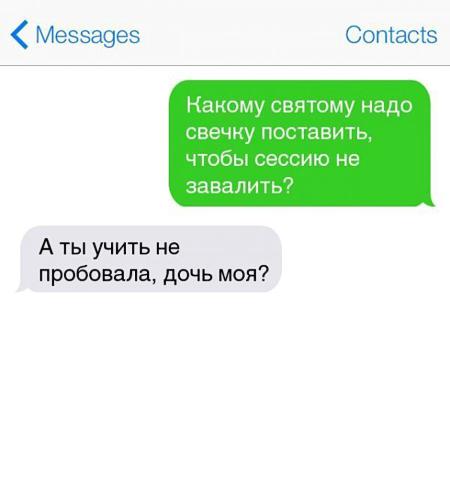 Messages
Contacts
Какому святому надо
свечку поставить,
чтобы сессию не
завалить?
А ты учить не
пробовала, дочь моя?